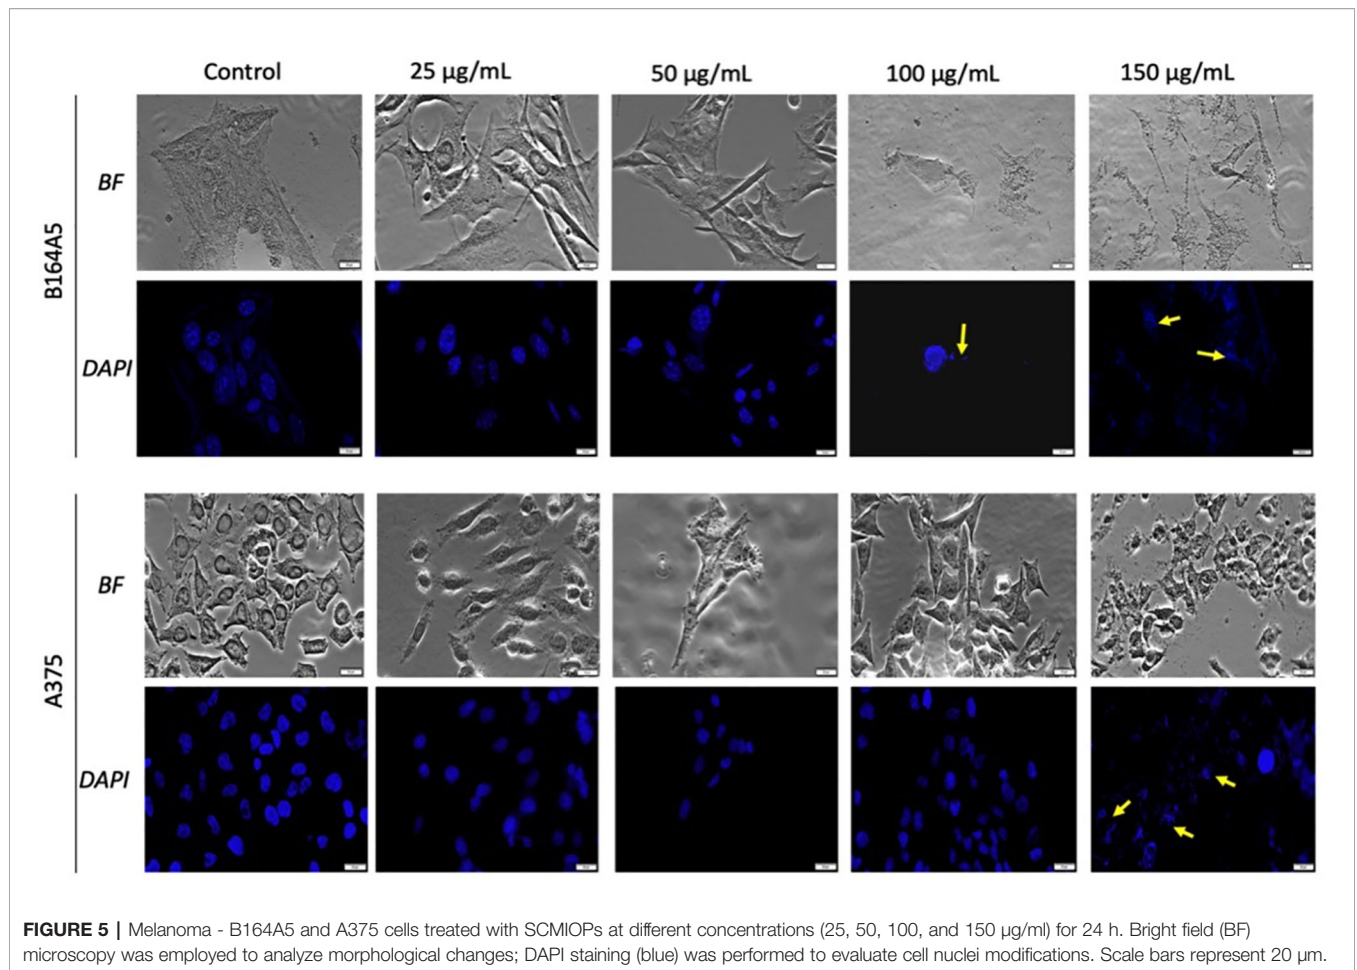 Control 25 µg/mL 50 µg/mL 100 µg/mL 150 µg/mL
B164A5
BF
DAPI
A375
BF
DAPI
FIGURE 5 | Melanoma - B164A5 and A375 cells treated with SCMIOPs at different concentrations (25, 50, 100, and 150 µg/ml) for 24 h. Bright field (BF)
microscopy was employed to analyze morphological changes; DAPI staining (blue) was performed to evaluate cell nuclei modifications. Scale bars represent 20 µm.